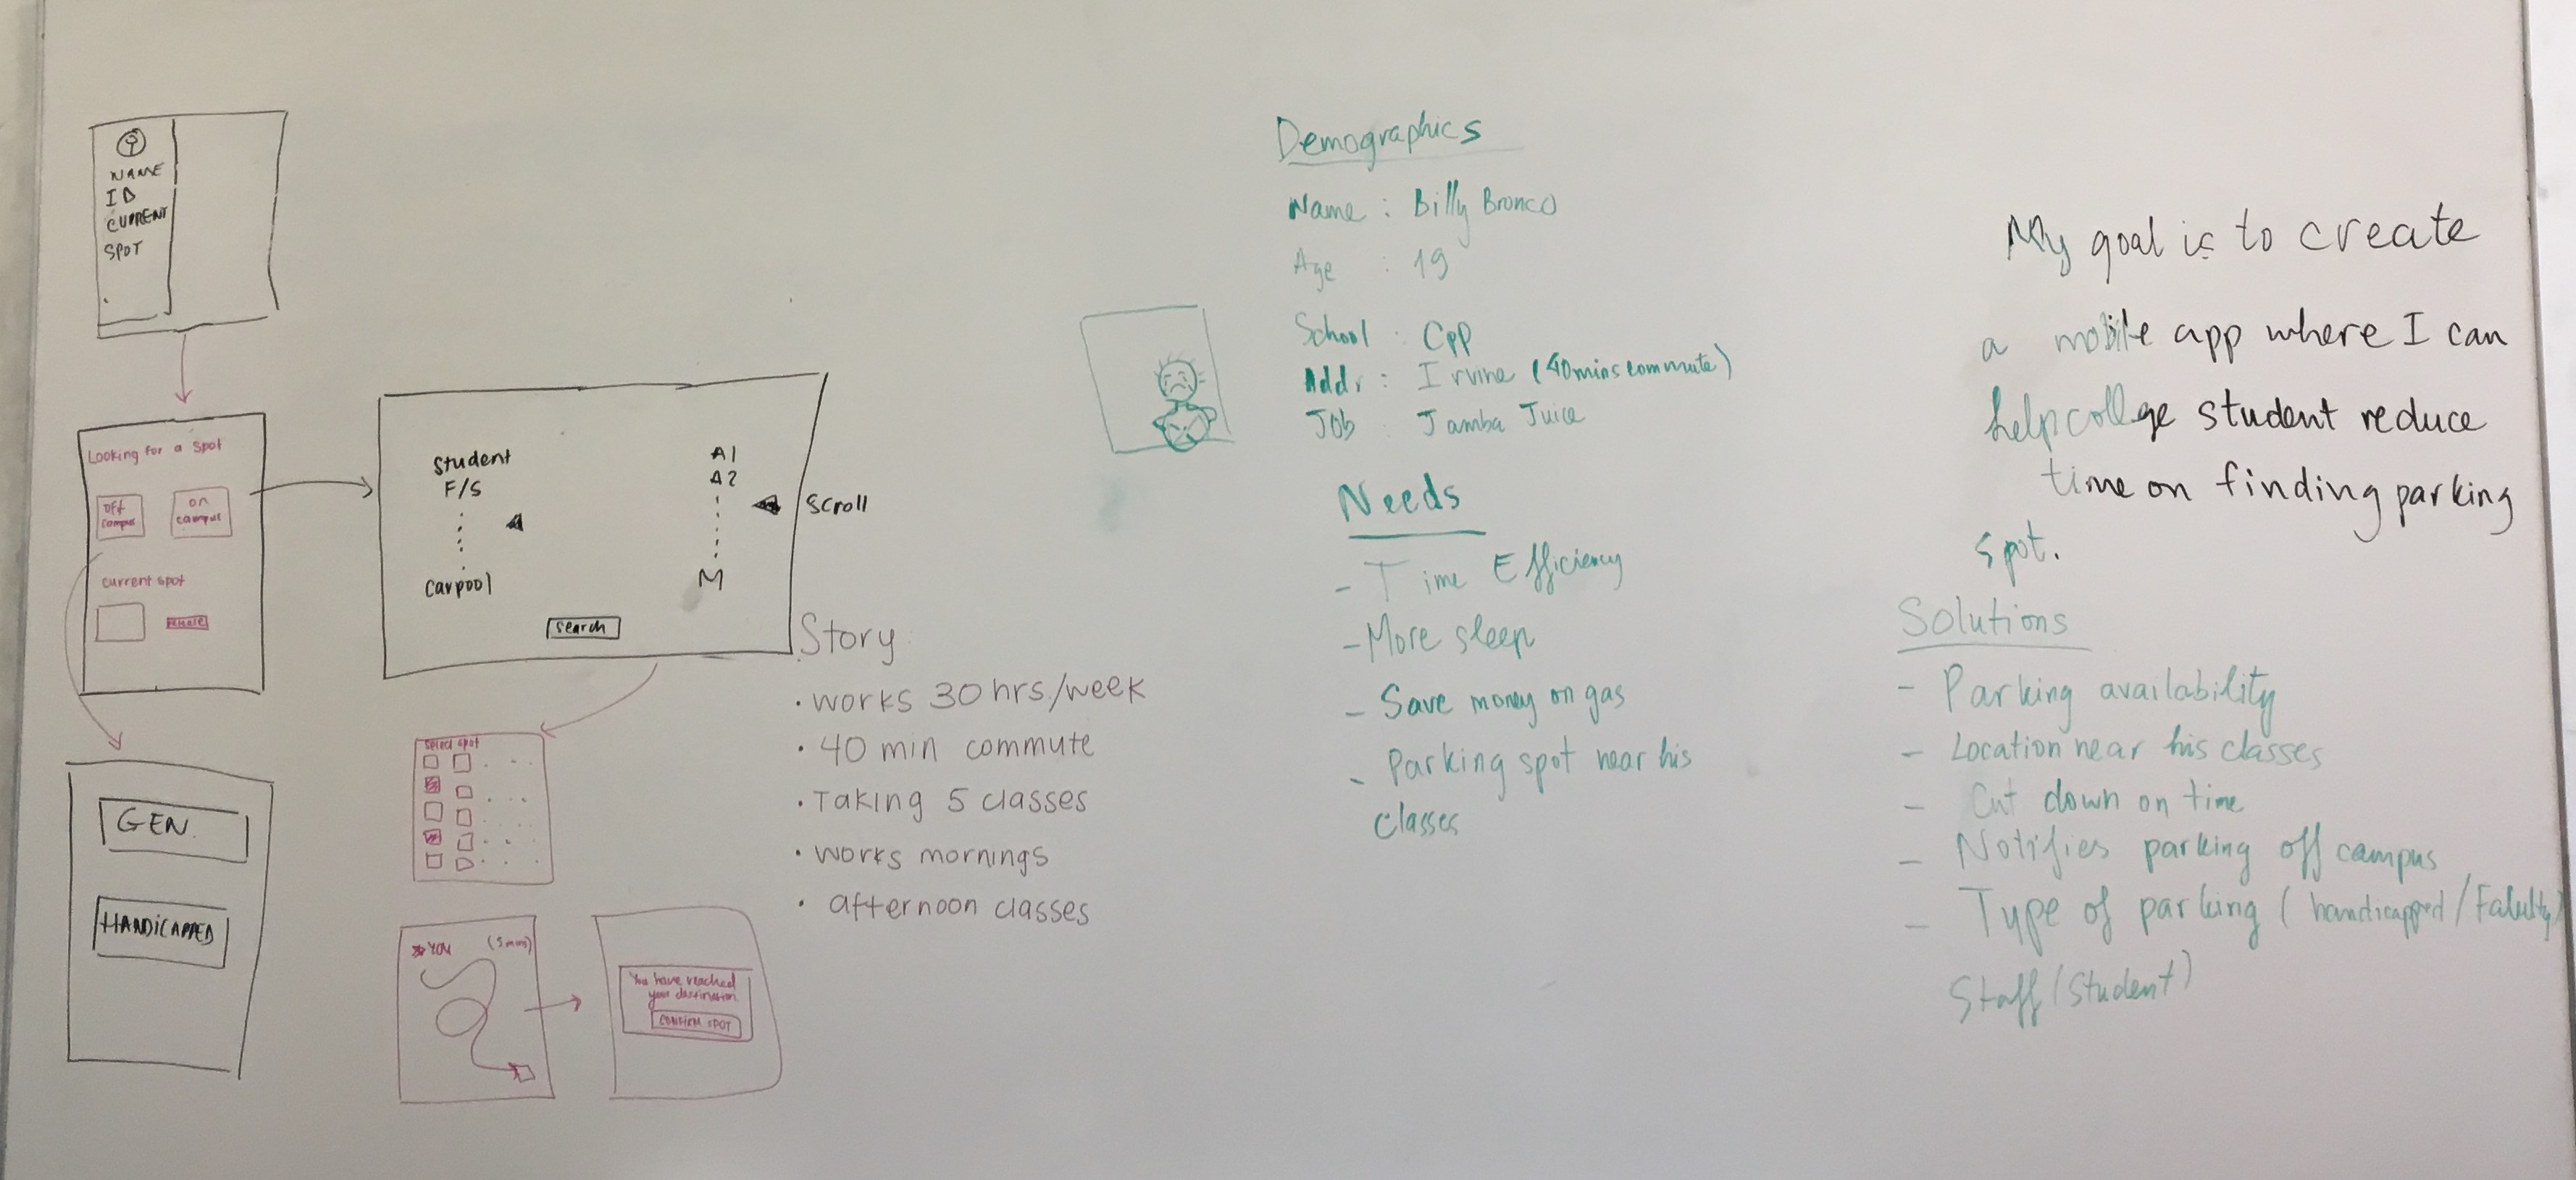 NAME
ID
CURRENT
SPOT
Looking for a spot
Off
campus
on
campus
current spot
GEN.
HANDICAPPED
Student
F/S
Carpool
A1
A2
M
Scroll
Search
Select spot
YOU
(5 mins)
You have reached
your destination
CONFIRM SPOT
Story
• works 30 hrs/week
• 40 min commute
• Taking 5 classes
• works mornings
• afternoon classes
Demographics
Name : Billy Bronco
Age : 19
School : CPP
Addr : Irvine (40mins commute)
Job : Jamba Juice
Needs
- Time Efficiency
- More sleep
- Save money on gas
- Parking spot near his
classes
My goal is to create
a mobile app where I can
help college student reduce
time on finding parking
spot.
Solutions
- Parking availability
- Location near his classes
- Cut down on time
- Notifies parking off campus
- Type of parking (handicapped/Falulty/
Staff/Student)